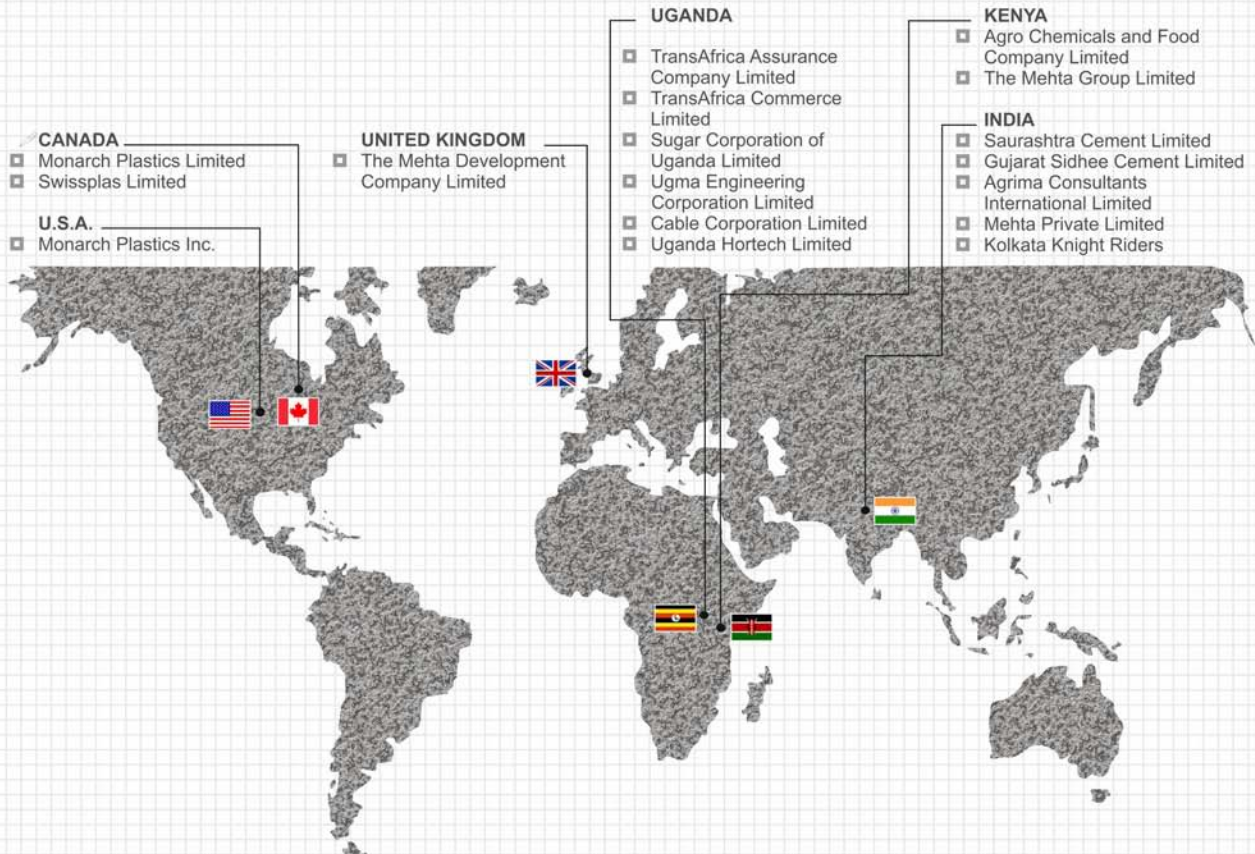 CANADA
Monarch Plastics Limited
Swissplas Limited
U.S.A.
Monarch Plastics Inc.
UNITED KINGDOM
The Mehta Development
Company Limited
UGANDA
TransAfrica Assurance
Company Limited
TransAfrica Commerce
Limited
Sugar Corporation of
Uganda Limited
Ugma Engineering
Corporation Limited
Cable Corporation Limited
Uganda Hortech Limited
KENYA
Agro Chemicals and Food
Company Limited
The Mehta Group Limited
INDIA
Saurashtra Cement Limited
Gujarat Sidhee Cement Limited
Agrima Consultants
International Limited
Mehta Private Limited
Kolkata Knight Riders